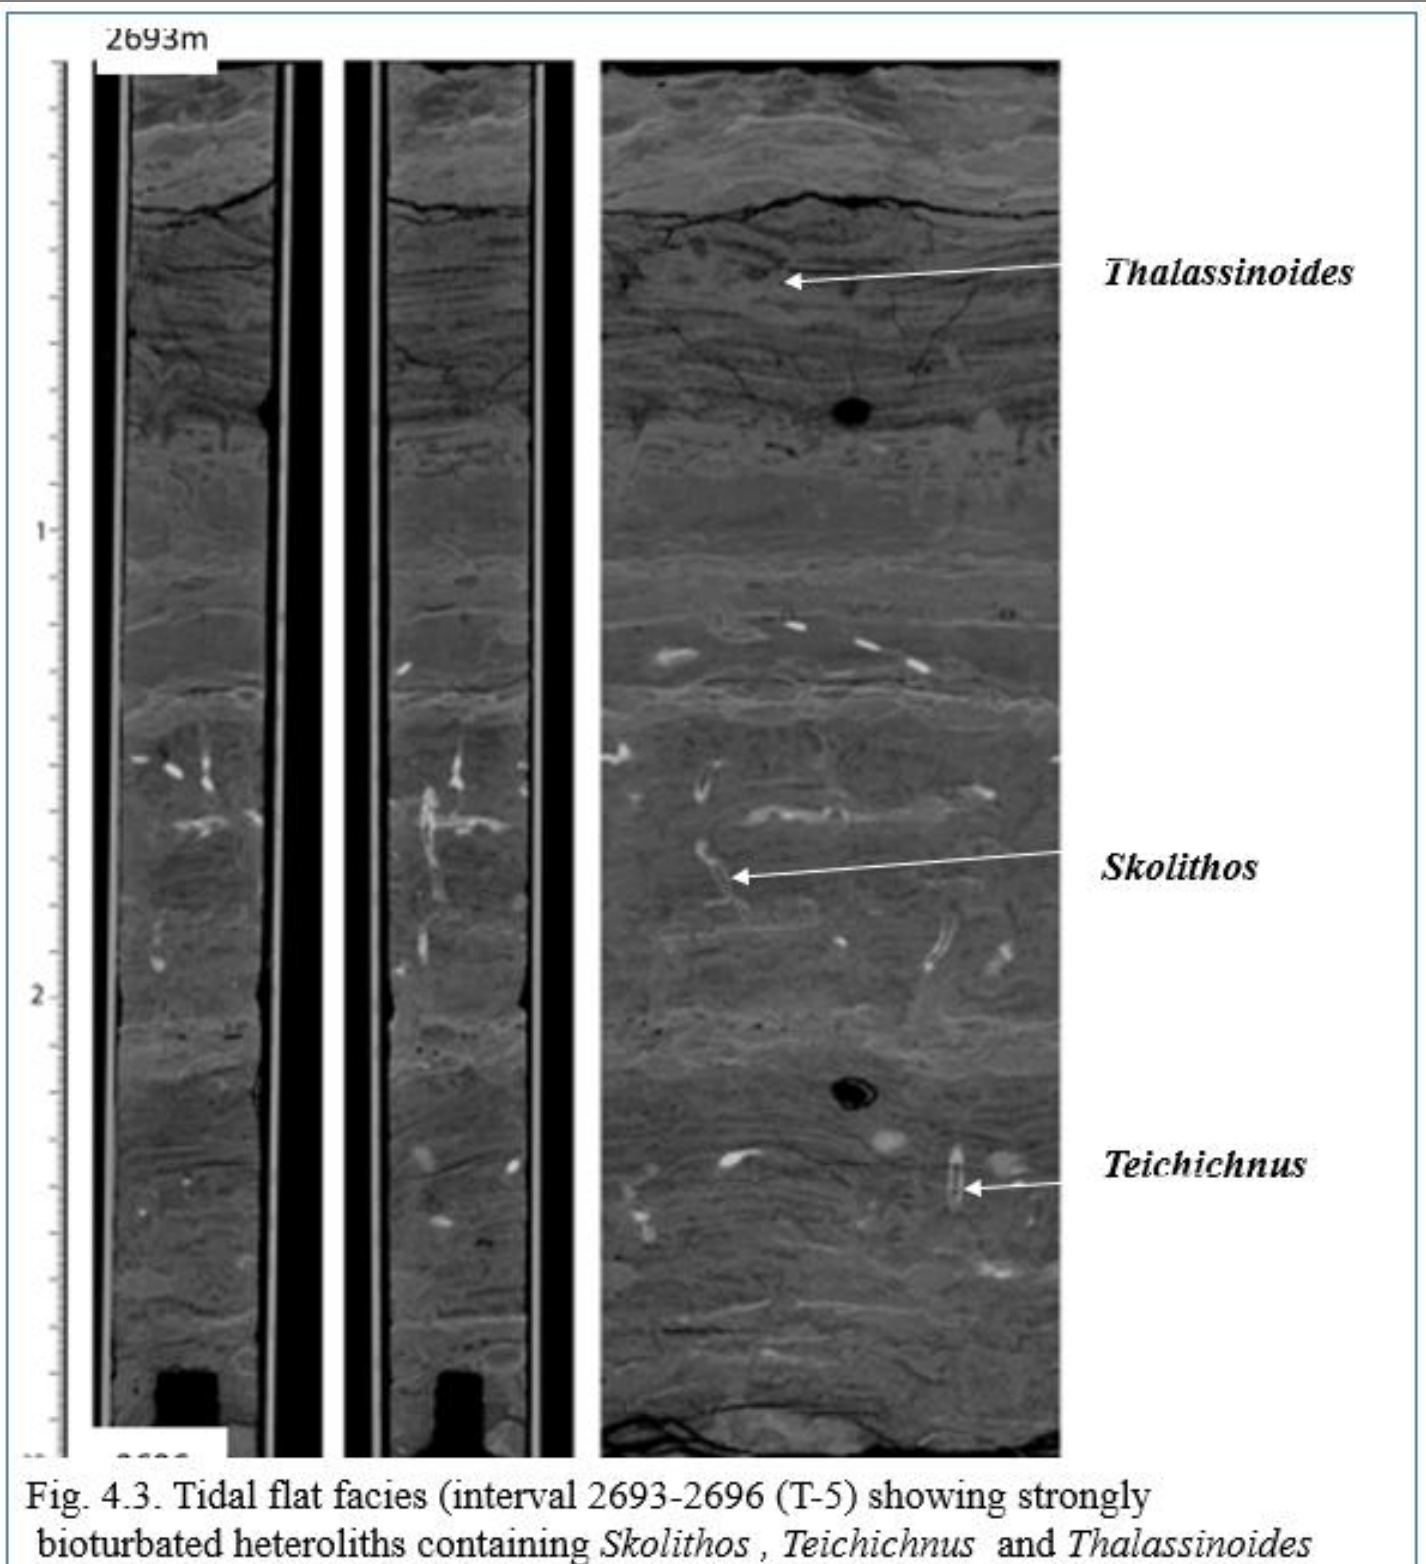 2693m
Thalassinoides
1
Skolithos
2
Teichichnus
Fig. 4.3. Tidal flat facies (interval 2693-2696 (T-5) showing strongly
bioturbated heteroliths containing Skolithos , Teichichnus and Thalassinoides